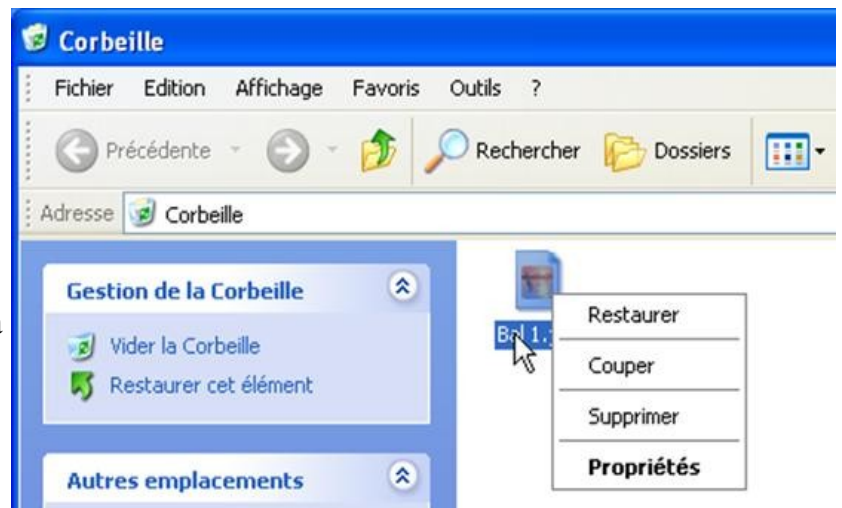 Corbeille
Fichier Edition Affichage Favoris Outils ?
Précédente Rechercher Dossiers
Adresse Corbeille
Gestion de la Corbeille
Vider la Corbeille
Restaurer cet élément
Autres emplacements
1.
Restaurer
Couper
Supprimer
Propriétés